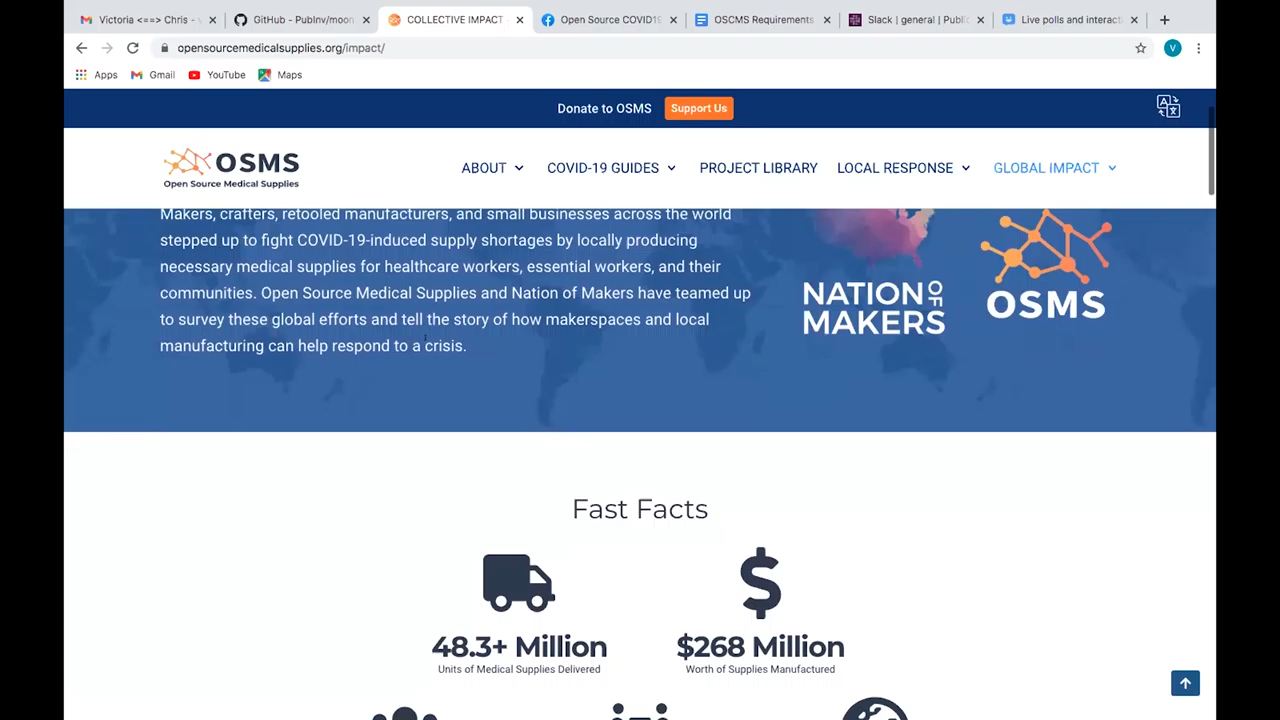 Victoria <==> Chris -
GitHub - PubInv/moon
COLLECTIVE IMPACT -
Open Source COVID19
OSCMS Requirements
Slack | general | Public
Live polls and interact
opensourcemedicalsupplies.org/impact/
V
Apps
Gmail
YouTube
Maps
Donate to OSMS
Support Us
OSMS
Open Source Medical Supplies
ABOUT
COVID-19 GUIDES
PROJECT LIBRARY
LOCAL RESPONSE
GLOBAL IMPACT
Makers, crafters, retooled manufacturers, and small businesses across the world
stepped up to fight COVID-19-induced supply shortages by locally producing
necessary medical supplies for healthcare workers, essential workers, and their
communities. Open Source Medical Supplies and Nation of Makers have teamed up
to survey these global efforts and tell the story of how makerspaces and local
manufacturing can help respond to a crisis.
NATION OF
MAKERS
OSMS
Fast Facts
48.3+ Million
Units of Medical Supplies Delivered
$268 Million
Worth of Supplies Manufactured